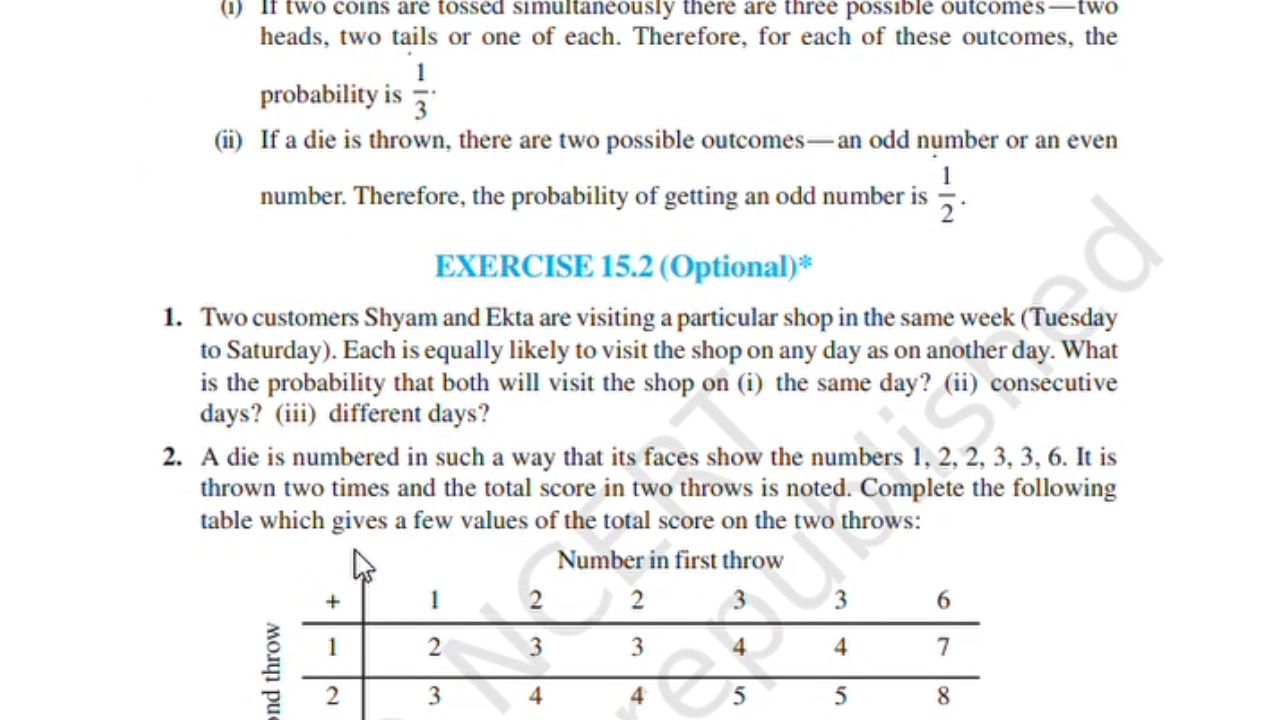 (i) If two coins are tossed simultaneously there are three possible outcomes—two
heads, two tails or one of each. Therefore, for each of these outcomes, the
probability is 1/3.
(ii) If a die is thrown, there are two possible outcomes—an odd number or an even
number. Therefore, the probability of getting an odd number is 1/2.
EXERCISE 15.2 (Optional)*
1. Two customers Shyam and Ekta are visiting a particular shop in the same week (Tuesday
to Saturday). Each is equally likely to visit the shop on any day as on another day. What
is the probability that both will visit the shop on (i) the same day? (ii) consecutive
days? (iii) different days?
2. A die is numbered in such a way that its faces show the numbers 1, 2, 2, 3, 3, 6. It is
thrown two times and the total score in two throws is noted. Complete the following
table which gives a few values of the total score on the two throws:
Number in first throw
+ 1 2 2 3 3 6
1 2 3 3 4 4 7
2 3 4 4 5 5 8
throw
NCERT
republished